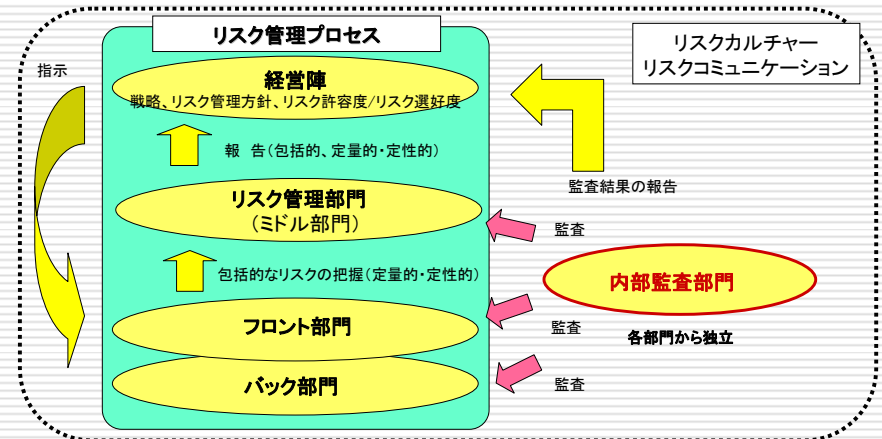 リスク管理プロセス
リスクカルチャー
リスクコミュニケーション
指示
経営陣
戦略、リスク管理方針、リスク許容度/リスク選好度
報　告(包括的、定量的・定性的)
監査結果の報告
リスク管理部門
(ミドル部門)
監査
包括的なリスクの把握(定量的・定性的)
内部監査部門
フロント部門
監査
各部門から独立
バック部門
監査